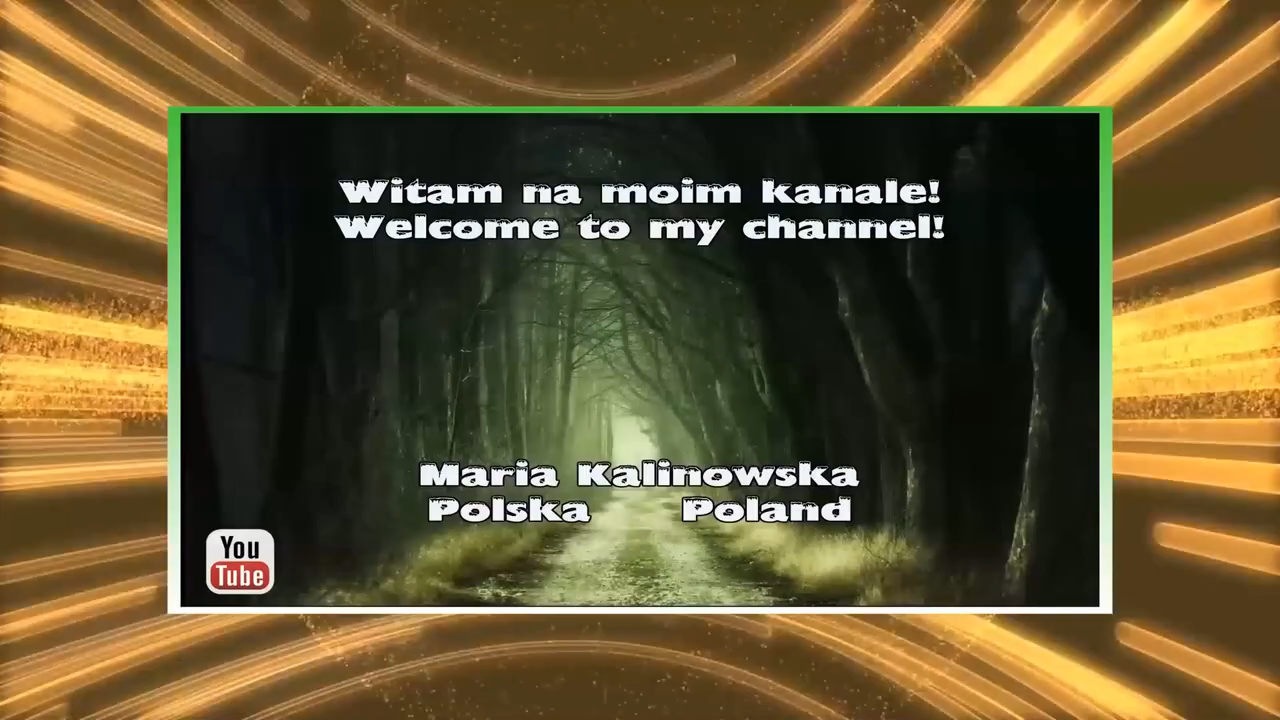 Witam na moim kanale!
Welcome to my channel!
Maria Kalinowska
Polska Poland
You
Tube